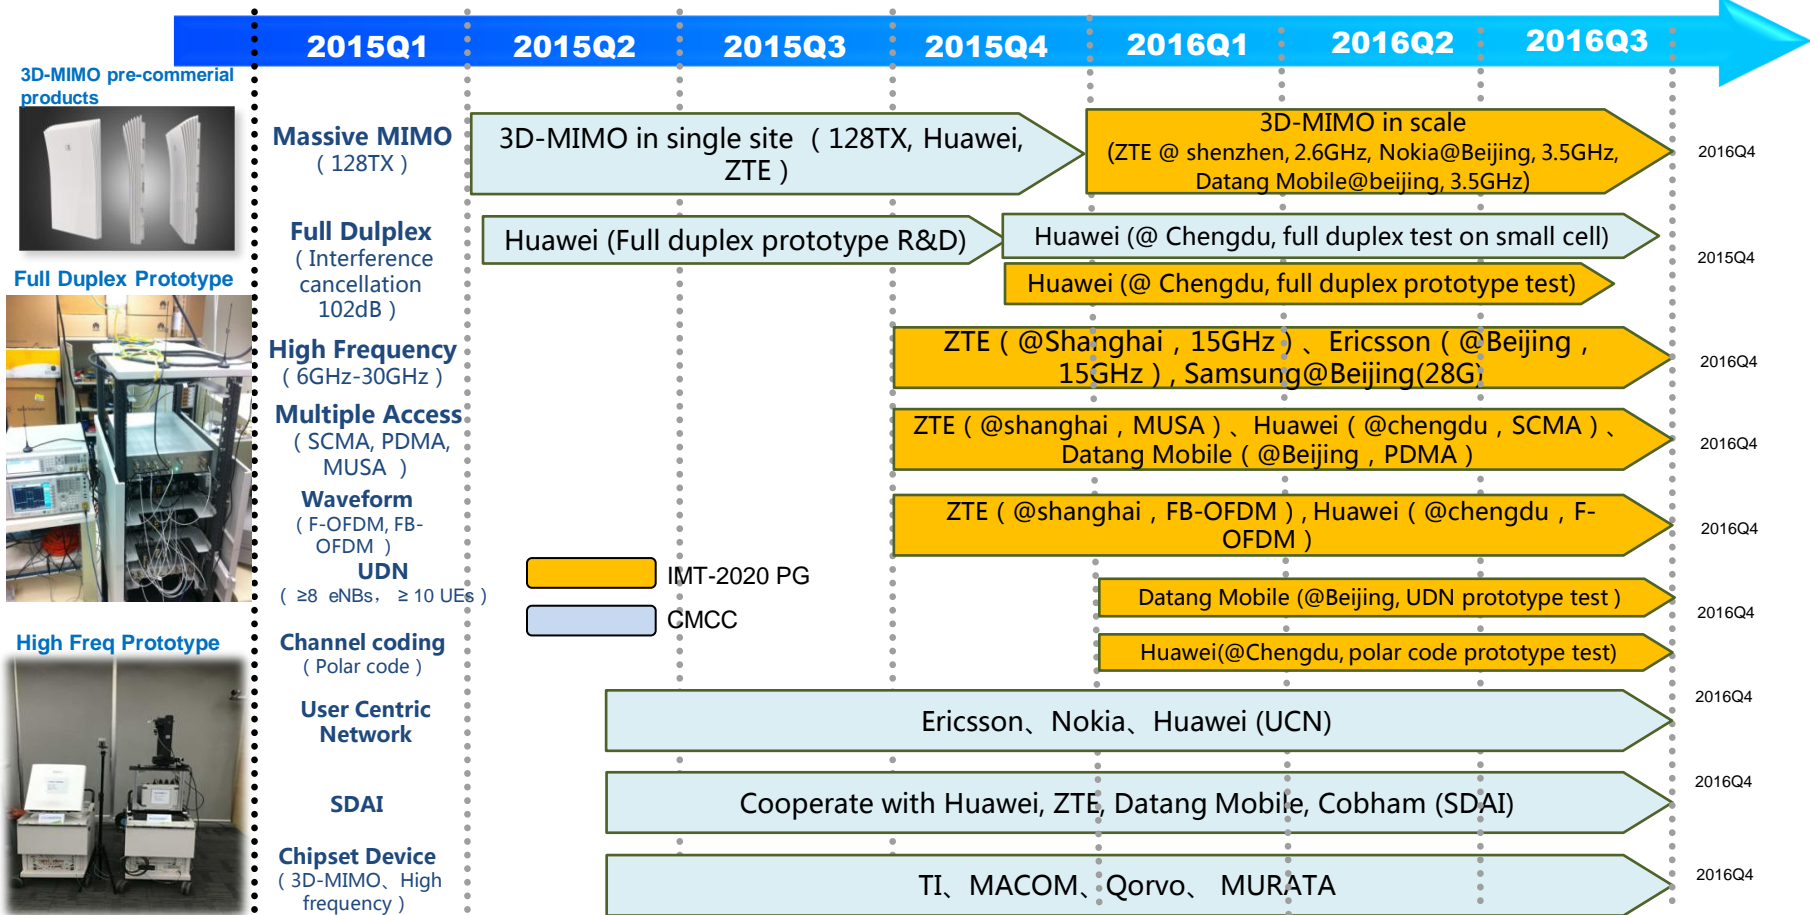 2015Q1 2015Q2 2015Q3 2015Q4 2016Q1 2016Q2 2016Q3
3D-MIMO pre-commerial
products
Massive MIMO
( 128TX )
3D-MIMO in single site ( 128TX, Huawei,
ZTE )
3D-MIMO in scale
(ZTE @ shenzhen, 2.6GHz, Nokia@Beijing, 3.5GHz,
Datang Mobile@beijing, 3.5GHz)
2016Q4
Full Dulplex
( Interference
cancellation
102dB )
Huawei (Full duplex prototype R&D)
Huawei (@ Chengdu, full duplex test on small cell)
Huawei (@ Chengdu, full duplex prototype test)
2015Q4
Full Duplex Prototype
High Frequency
( 6GHz-30GHz )
ZTE ( @Shanghai , 15GHz ) 、Ericsson ( @Beijing ,
15GHz ) , Samsung@Beijing(28G)
2016Q4
Multiple Access
( SCMA, PDMA,
MUSA )
ZTE ( @shanghai , MUSA ) 、Huawei ( @chengdu , SCMA ) 、
Datang Mobile ( @Beijing , PDMA )
2016Q4
Waveform
( F-OFDM, FB-
OFDM )
ZTE ( @shanghai , FB-OFDM ) , Huawei ( @chengdu , F-
OFDM )
2016Q4
UDN
( ≥8 eNBs, ≥ 10 UEs )
IMT-2020 PG
CMCC
Datang Mobile (@Beijing, UDN prototype test )
2016Q4
High Freq Prototype
Channel coding
( Polar code )
Huawei(@Chengdu, polar code prototype test)
User Centric
Network
Ericsson、Nokia、Huawei (UCN)
2016Q4
SDAI
Cooperate with Huawei, ZTE, Datang Mobile, Cobham (SDAI)
2016Q4
Chipset Device
( 3D-MIMO、High
frequency )
TI、MACOM、Qorvo、 MURATA
2016Q4